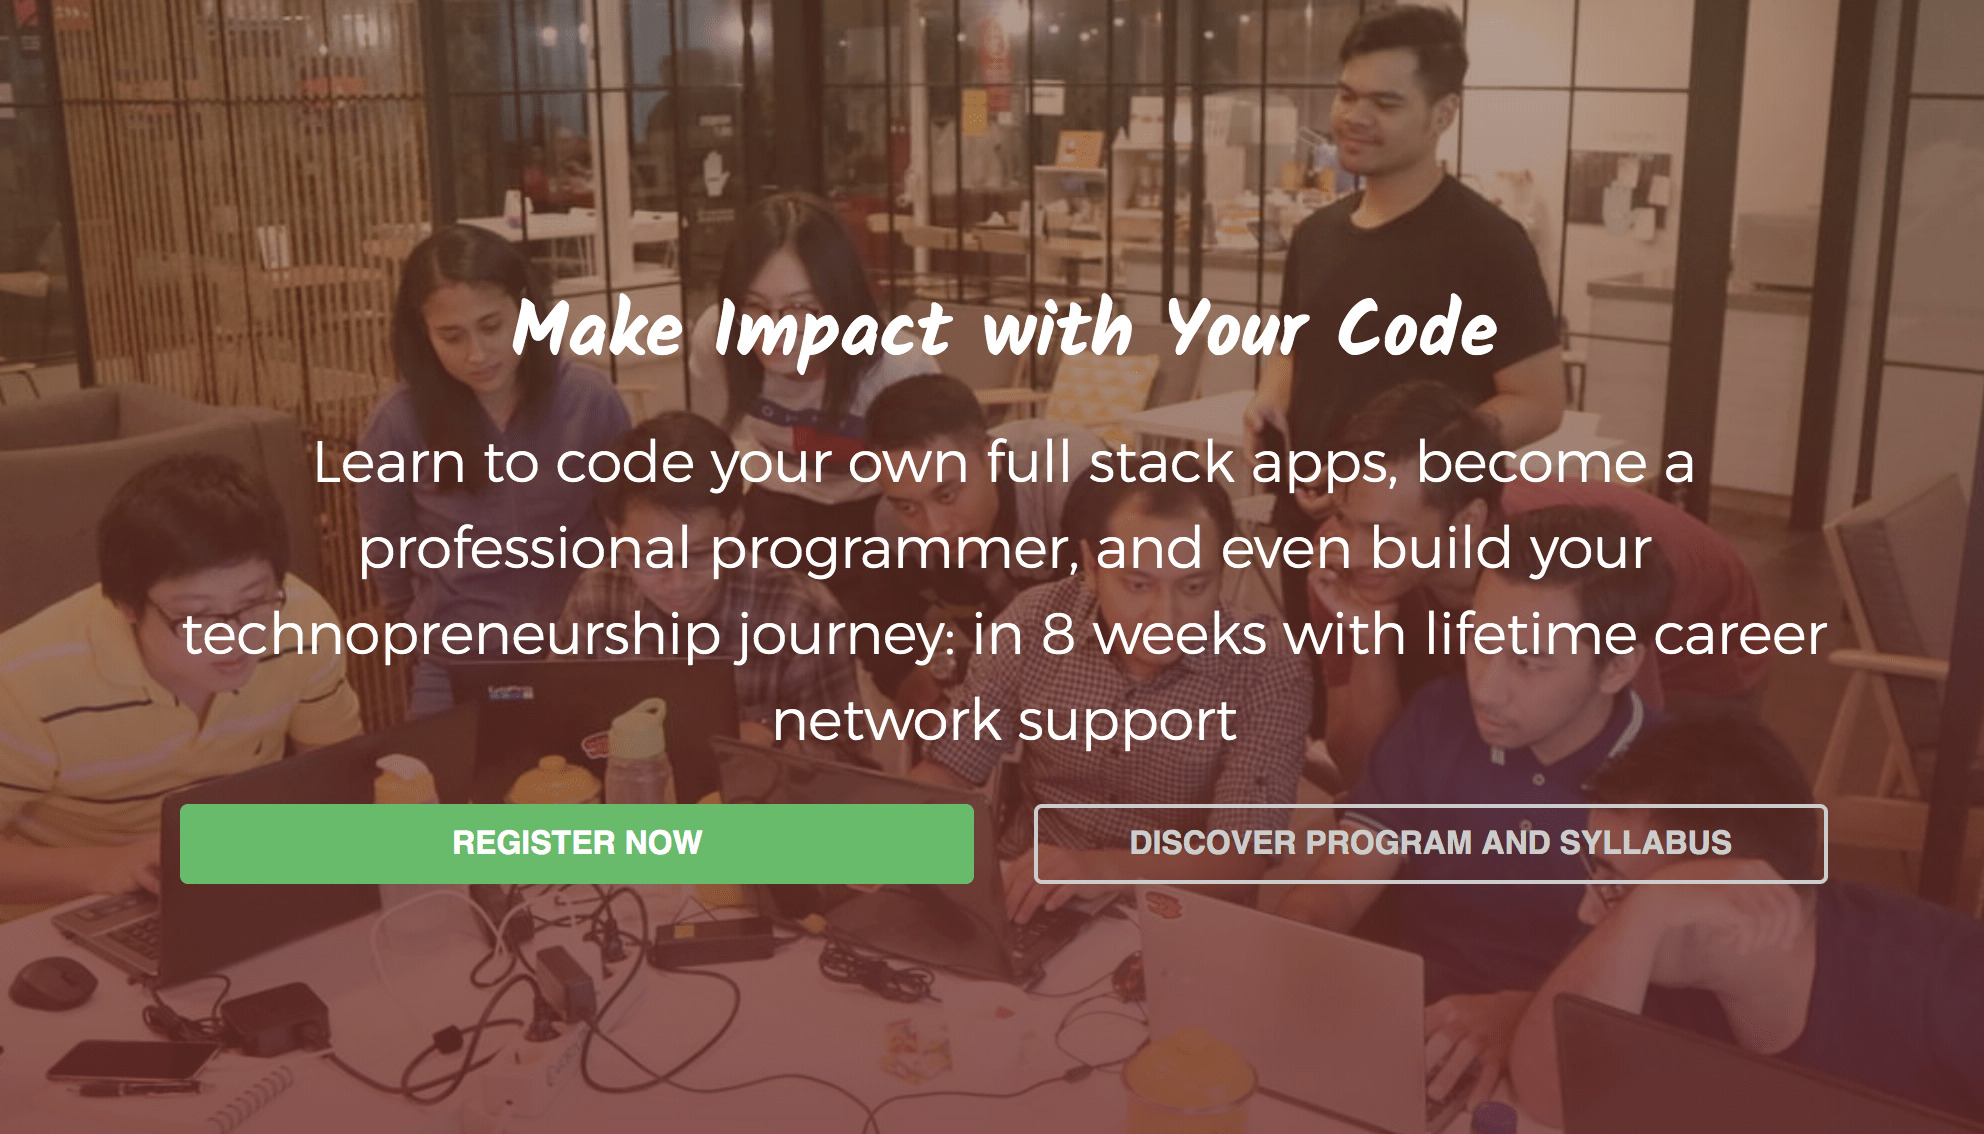 Make Impact with Your Code
Learn to code your own full stack apps, become a
professional programmer, and even build your
technopreneurship journey: in 8 weeks with lifetime career
network support
REGISTER NOW
DISCOVER PROGRAM AND SYLLABUS